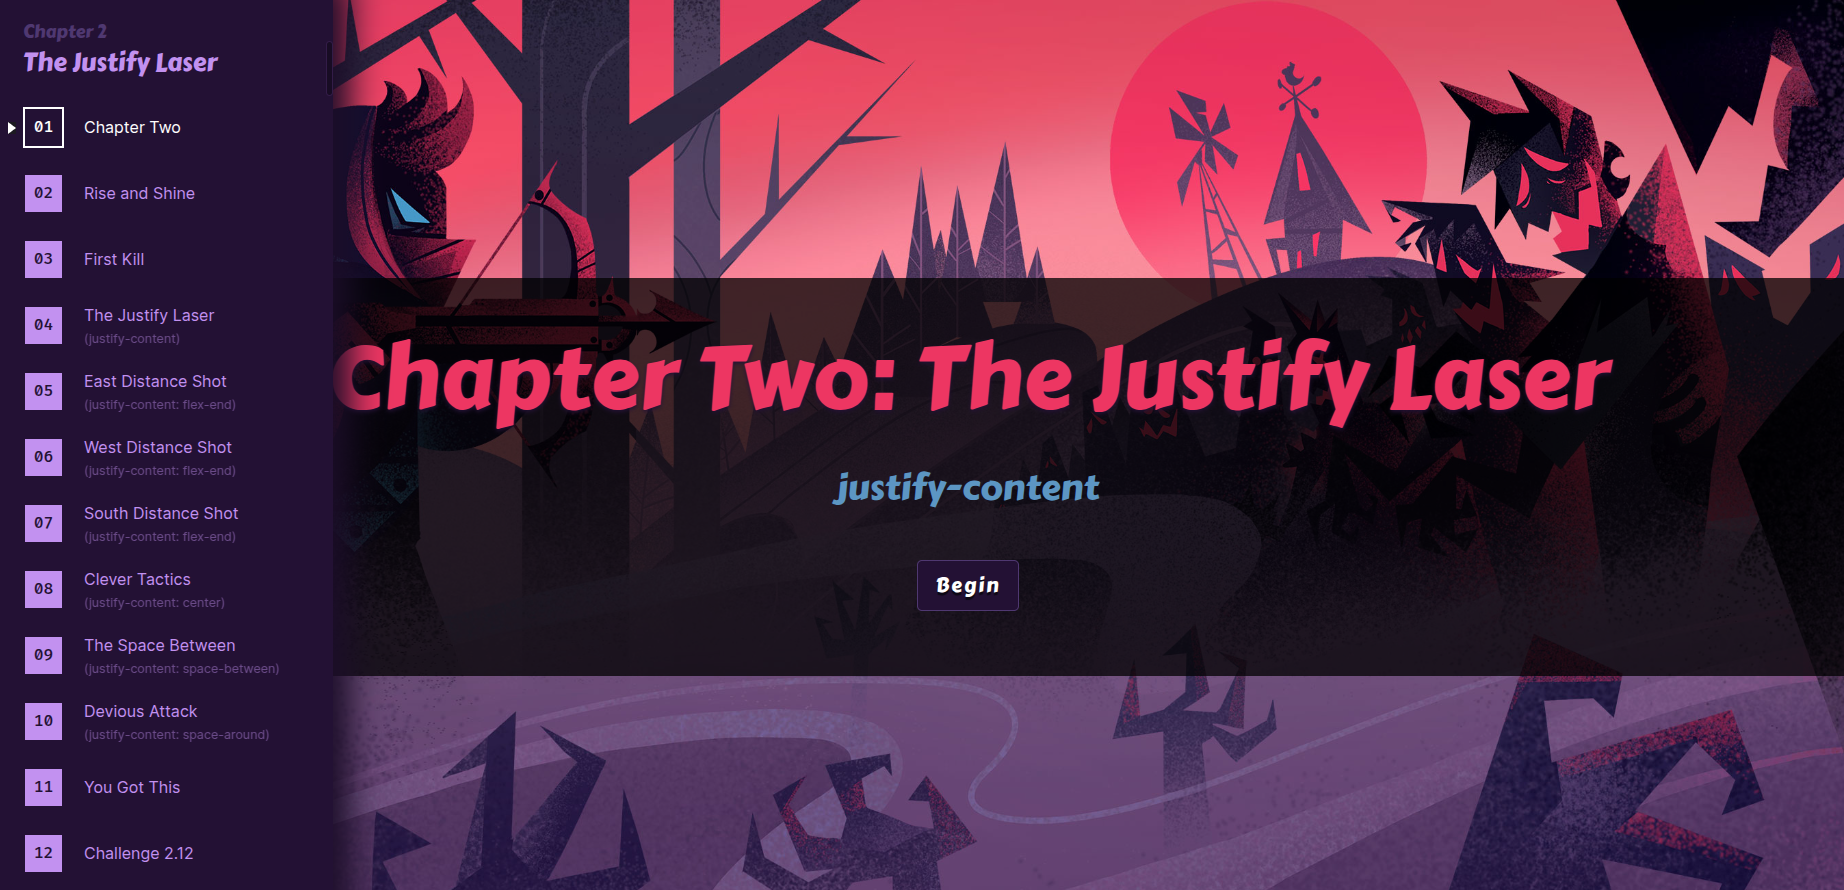 Chapter 2
The Justify Laser
01 Chapter Two
02 Rise and Shine
03 First Kill
04 The Justify Laser
(justify-content)
05 East Distance Shot
(justify-content: flex-end)
06 West Distance Shot
(justify-content: flex-end)
07 South Distance Shot
(justify-content: flex-end)
08 Clever Tactics
(justify-content: center)
09 The Space Between
(justify-content: space-between)
10 Devious Attack
(justify-content: space-around)
11 You Got This
12 Challenge 2.12
Chapter Two: The Justify Laser
justify-content
Begin